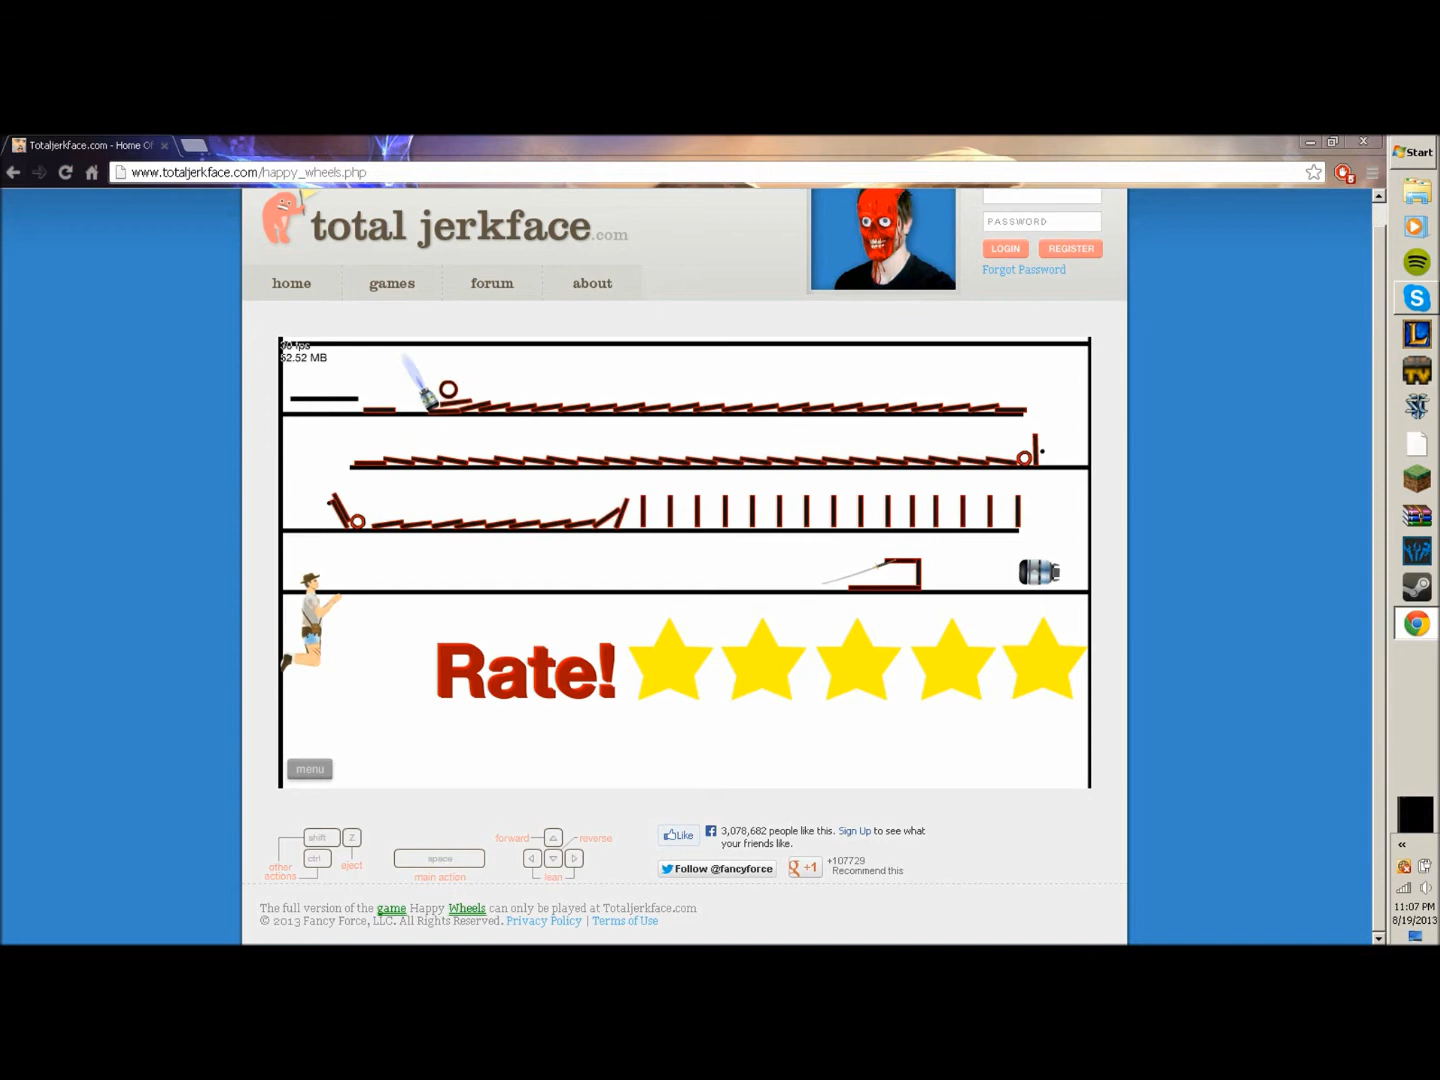 Totaljerkface.com - Home Of
Start
www.totaljerkface.com/happy_wheels.php
5
total jerkface.com
PASSWORD
LOGIN REGISTER
Forgot Password
home games forum about
52.52 MB
Rate!
menu
shift Z
ctrl
eject
other
actions
space
main action
forward reverse
lean
Like 3,078,682 people like this. Sign Up to see what
your friends like.
Follow @fancyforce
+1
+107729
Recommend this
The full version of the game Happy Wheels can only be played at Totaljerkface.com
© 2013 Fancy Force, LLC. All Rights Reserved. Privacy Policy | Terms of Use
TV
11:07 PM
8/19/2013